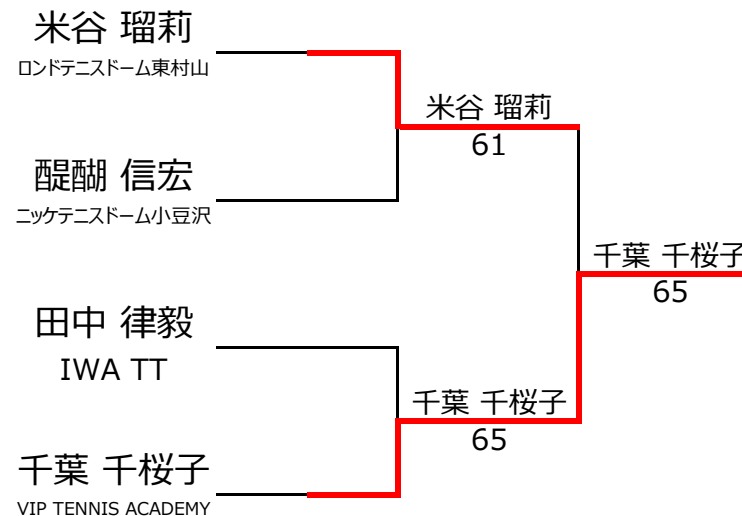 米谷 瑠莉
ロンドテニスドーム東村山
米谷 瑠莉
61
醍醐 信宏
ニッケテニスドーム小豆沢
千葉 千桜子
65
田中 律毅
IWA TT
千葉 千桜子
65
千葉 千桜子
VIP TENNIS ACADEMY